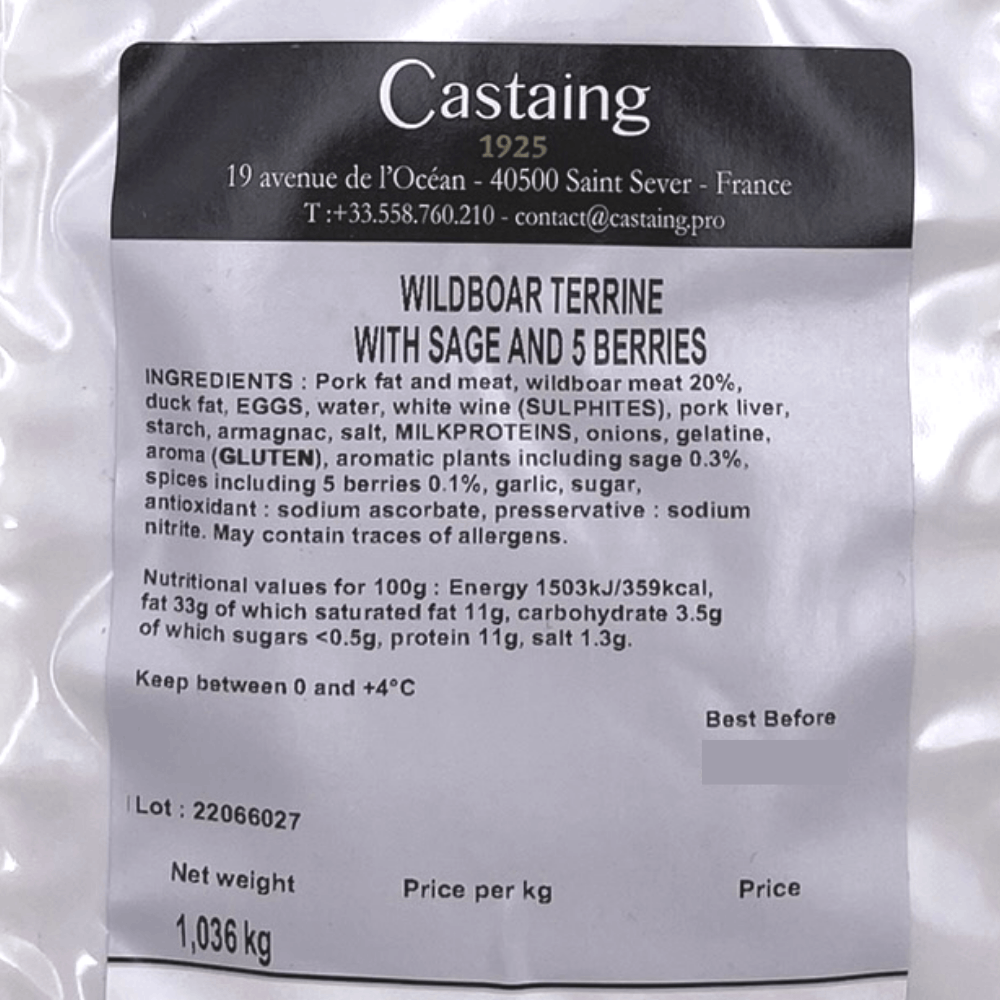 Castaing
1925
19 avenue de l'Océan - 40500 Saint Sever - France
T :+33.558.760.210 - contact@castaing.pro
WILDBOAR TERRINE
WITH SAGE AND 5 BERRIES
INGREDIENTS : Pork fat and meat, wildboar meat 20%,
duck fat, EGGS, water, white wine (SULPHITES), pork liver,
starch, armagnac, salt, MILKPROTEINS, onions, gelatine,
aroma (GLUTEN), aromatic plants including sage 0.3%,
spices including 5 berries 0.1%, garlic, sugar,
antioxidant : sodium ascorbate, presservative : sodium
nitrite. May contain traces of allergens.
Nutritional values for 100g : Energy 1503kJ/359kcal,
fat 33g of which saturated fat 11g, carbohydrate 3.5g
of which sugars <0.5g, protein 11g, salt 1.3g.
Keep between 0 and +4°C
Best Before
Lot : 22066027
Net weight Price per kg Price
1,036 kg